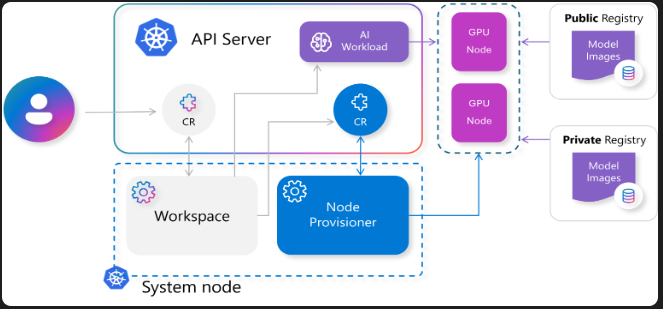 API Server
AI
Workload
GPU
Node
GPU
Node
Public Registry
Model
Images
CR
CR
Private Registry
Model
Images
Workspace
Node
Provisioner
System node